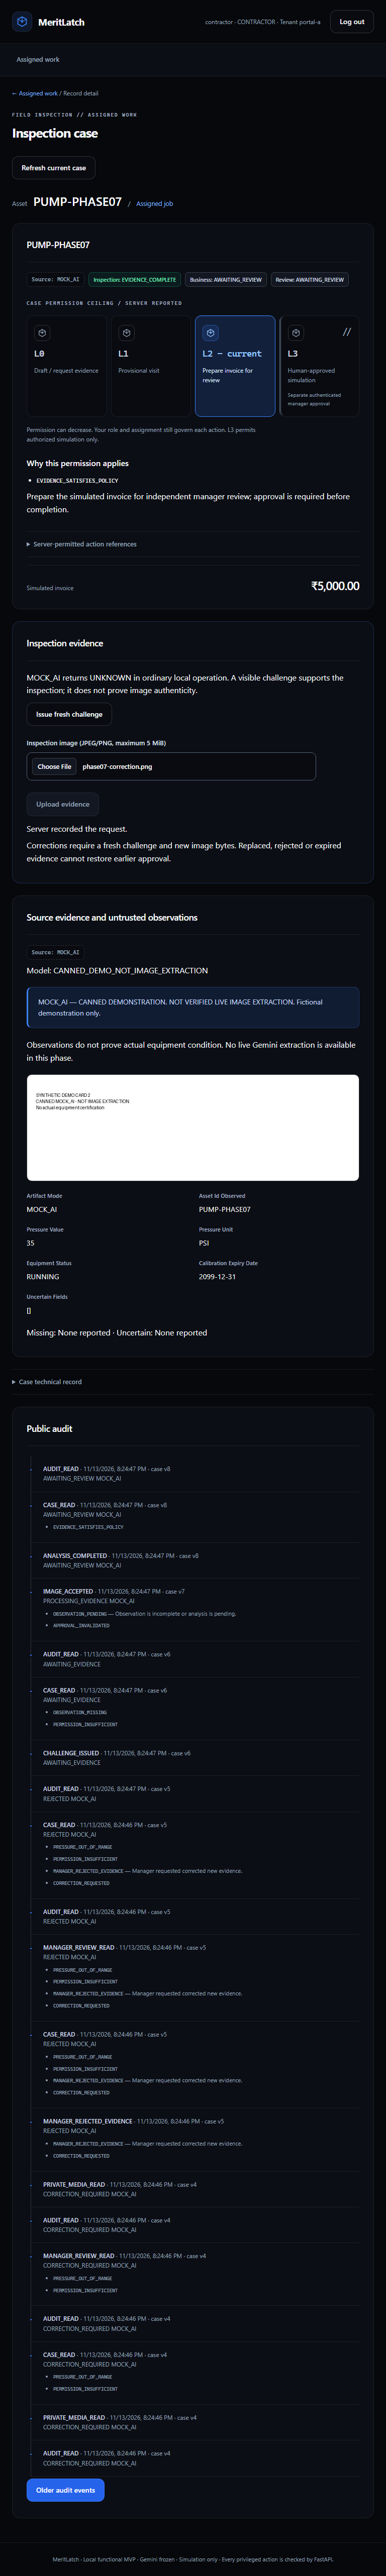 MeritLatch
contractor · CONTRACTOR · Tenant portal-a
Log out
Assigned work
← Assigned work / Record detail
FIELD INSPECTION // ASSIGNED WORK
Inspection case
Refresh current case
Asset PUMP-PHASE07 / Assigned job
PUMP-PHASE07
Source: MOCK_AI
Inspection: EVIDENCE_COMPLETE
Business: AWAITING_REVIEW
Review: AWAITING_REVIEW
CASE PERMISSION CEILING / SERVER REPORTED
L0
Draft / request evidence
L1
Provisional visit
L2 — current
Prepare invoice for
review
//
L3
Human-approved
simulation
Separate authenticated
manager approval
Permission can decrease. Your role and assignment still govern each action. L3 permits
authorized simulation only.
Why this permission applies
• EVIDENCE_SATISFIES_POLICY
Prepare the simulated invoice for independent manager review; approval is required before
completion.
▶ Server-permitted action references
Simulated invoice
₹5,000.00
Inspection evidence
MOCK_AI returns UNKNOWN in ordinary local operation. A visible challenge supports the
inspection; it does not prove image authenticity.
Issue fresh challenge
Inspection image (JPEG/PNG, maximum 5 MiB)
Choose File phase07-correction.png
Upload evidence
Server recorded the request.
Corrections require a fresh challenge and new image bytes. Replaced, rejected or expired
evidence cannot restore earlier approval.
Source evidence and untrusted observations
Source: MOCK_AI
Model: CANNED_DEMO_NOT_IMAGE_EXTRACTION
MOCK_AI — CANNED DEMONSTRATION. NOT VERIFIED LIVE IMAGE EXTRACTION. Fictional
demonstration only.
Observations do not prove actual equipment condition. No live Gemini extraction is available
in this phase.
SYNTHETIC DEMO CARD 2
CANNED MOCK_AI - NOT IMAGE EXTRACTION
No actual equipment certification
Artifact Mode
MOCK_AI
Asset Id Observed
PUMP-PHASE07
Pressure Value
35
Pressure Unit
PSI
Equipment Status
RUNNING
Calibration Expiry Date
2099-12-31
Uncertain Fields
[]
Missing: None reported · Uncertain: None reported
▶ Case technical record
Public audit
AUDIT_READ · 11/13/2026, 8:24:47 PM · case v8
AWAITING_REVIEW MOCK_AI
CASE_READ · 11/13/2026, 8:24:47 PM · case v8
AWAITING_REVIEW MOCK_AI
• EVIDENCE_SATISFIES_POLICY
ANALYSIS_COMPLETED · 11/13/2026, 8:24:47 PM · case v8
AWAITING_REVIEW MOCK_AI
IMAGE_ACCEPTED · 11/13/2026, 8:24:47 PM · case v7
PROCESSING_EVIDENCE MOCK_AI
• OBSERVATION_PENDING — Observation is incomplete or analysis is pending.
• APPROVAL_INVALIDATED
AUDIT_READ · 11/13/2026, 8:24:47 PM · case v6
AWAITING_EVIDENCE
CASE_READ · 11/13/2026, 8:24:47 PM · case v6
AWAITING_EVIDENCE
• OBSERVATION_MISSING
• PERMISSION_INSUFFICIENT
CHALLENGE_ISSUED · 11/13/2026, 8:24:47 PM · case v6
AWAITING_EVIDENCE
AUDIT_READ · 11/13/2026, 8:24:47 PM · case v5
REJECTED MOCK_AI
CASE_READ · 11/13/2026, 8:24:46 PM · case v5
REJECTED MOCK_AI
• PRESSURE_OUT_OF_RANGE
• PERMISSION_INSUFFICIENT
• MANAGER_REJECTED_EVIDENCE — Manager requested corrected new evidence.
• CORRECTION_REQUESTED
AUDIT_READ · 11/13/2026, 8:24:46 PM · case v5
REJECTED MOCK_AI
MANAGER_REVIEW_READ · 11/13/2026, 8:24:46 PM · case v5
REJECTED MOCK_AI
• PRESSURE_OUT_OF_RANGE
• PERMISSION_INSUFFICIENT
• MANAGER_REJECTED_EVIDENCE — Manager requested corrected new evidence.
• CORRECTION_REQUESTED
CASE_READ · 11/13/2026, 8:24:46 PM · case v5
REJECTED MOCK_AI
• PRESSURE_OUT_OF_RANGE
• PERMISSION_INSUFFICIENT
• MANAGER_REJECTED_EVIDENCE — Manager requested corrected new evidence.
• CORRECTION_REQUESTED
MANAGER_REJECTED_EVIDENCE · 11/13/2026, 8:24:46 PM · case v5
REJECTED MOCK_AI
• MANAGER_REJECTED_EVIDENCE — Manager requested corrected new evidence.
• CORRECTION_REQUESTED
PRIVATE_MEDIA_READ · 11/13/2026, 8:24:46 PM · case v4
CORRECTION_REQUIRED MOCK_AI
AUDIT_READ · 11/13/2026, 8:24:46 PM · case v4
CORRECTION_REQUIRED MOCK_AI
MANAGER_REVIEW_READ · 11/13/2026, 8:24:46 PM · case v4
CORRECTION_REQUIRED MOCK_AI
• PRESSURE_OUT_OF_RANGE
• PERMISSION_INSUFFICIENT
AUDIT_READ · 11/13/2026, 8:24:46 PM · case v4
CORRECTION_REQUIRED MOCK_AI
CASE_READ · 11/13/2026, 8:24:46 PM · case v4
CORRECTION_REQUIRED MOCK_AI
• PRESSURE_OUT_OF_RANGE
• PERMISSION_INSUFFICIENT
PRIVATE_MEDIA_READ · 11/13/2026, 8:24:46 PM · case v4
CORRECTION_REQUIRED MOCK_AI
AUDIT_READ · 11/13/2026, 8:24:46 PM · case v4
CORRECTION_REQUIRED MOCK_AI
Older audit events
MeritLatch · Local functional MVP · Gemini frozen · Simulation only · Every privileged action is checked by FastAPI.